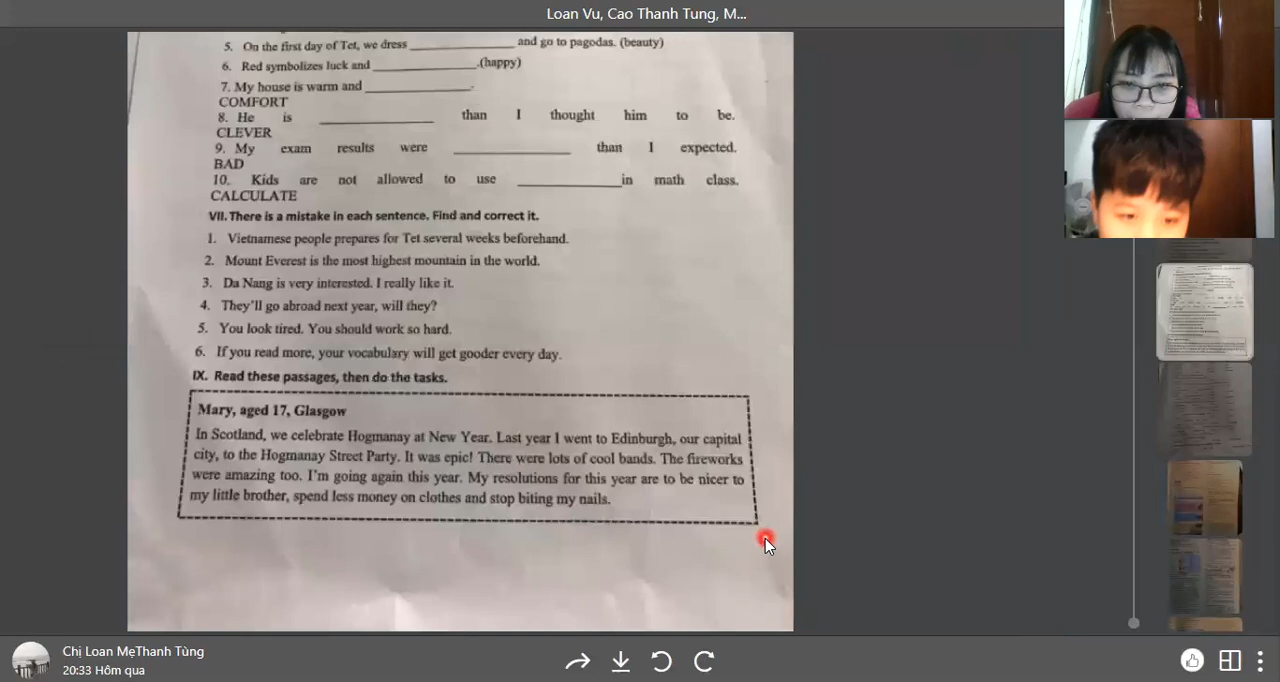 Loan Vu, Cao Thanh Tung, M...
5. On the first day of Tet, we dress ______________ and go to pagodas. (beauty)
6. Red symbolizes luck and ______________.(happy)
7. My house is warm and ______________.
COMFORT
8. He is ______________ than I thought him to be.
CLEVER
9. My exam results were ______________ than I expected.
BAD
10. Kids are not allowed to use ______________in math class.
CALCULATE
VII. There is a mistake in each sentence. Find and correct it.
1. Vietnamese people prepares for Tet several weeks beforehand.
2. Mount Everest is the most highest mountain in the world.
3. Da Nang is very interested. I really like it.
4. They'll go abroad next year, will they?
5. You look tired. You should work so hard.
6. If you read more, your vocabulary will get gooder every day.
IX. Read these passages, then do the tasks.
Mary, aged 17, Glasgow
In Scotland, we celebrate Hogmanay at New Year. Last year I went to Edinburgh, our capital
city, to the Hogmanay Street Party. It was epic! There were lots of cool bands. The fireworks
were amazing too. I'm going again this year. My resolutions for this year are to be nicer to
my little brother, spend less money on clothes and stop biting my nails.
Chị Loan MẹThanh Tùng
20:33 Hôm qua